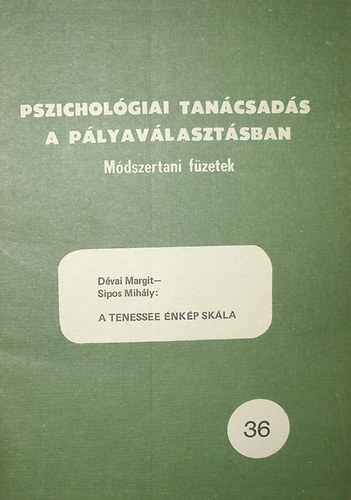 PSZICHOLÓGIAI TANÁCSADÁS
A PÁLYAVÁLASZTÁSBAN
Módszertani füzetek
Dévai Margit—
Sipos Mihály:
A TENESSEE ÉNKÉP SKÁLA
36